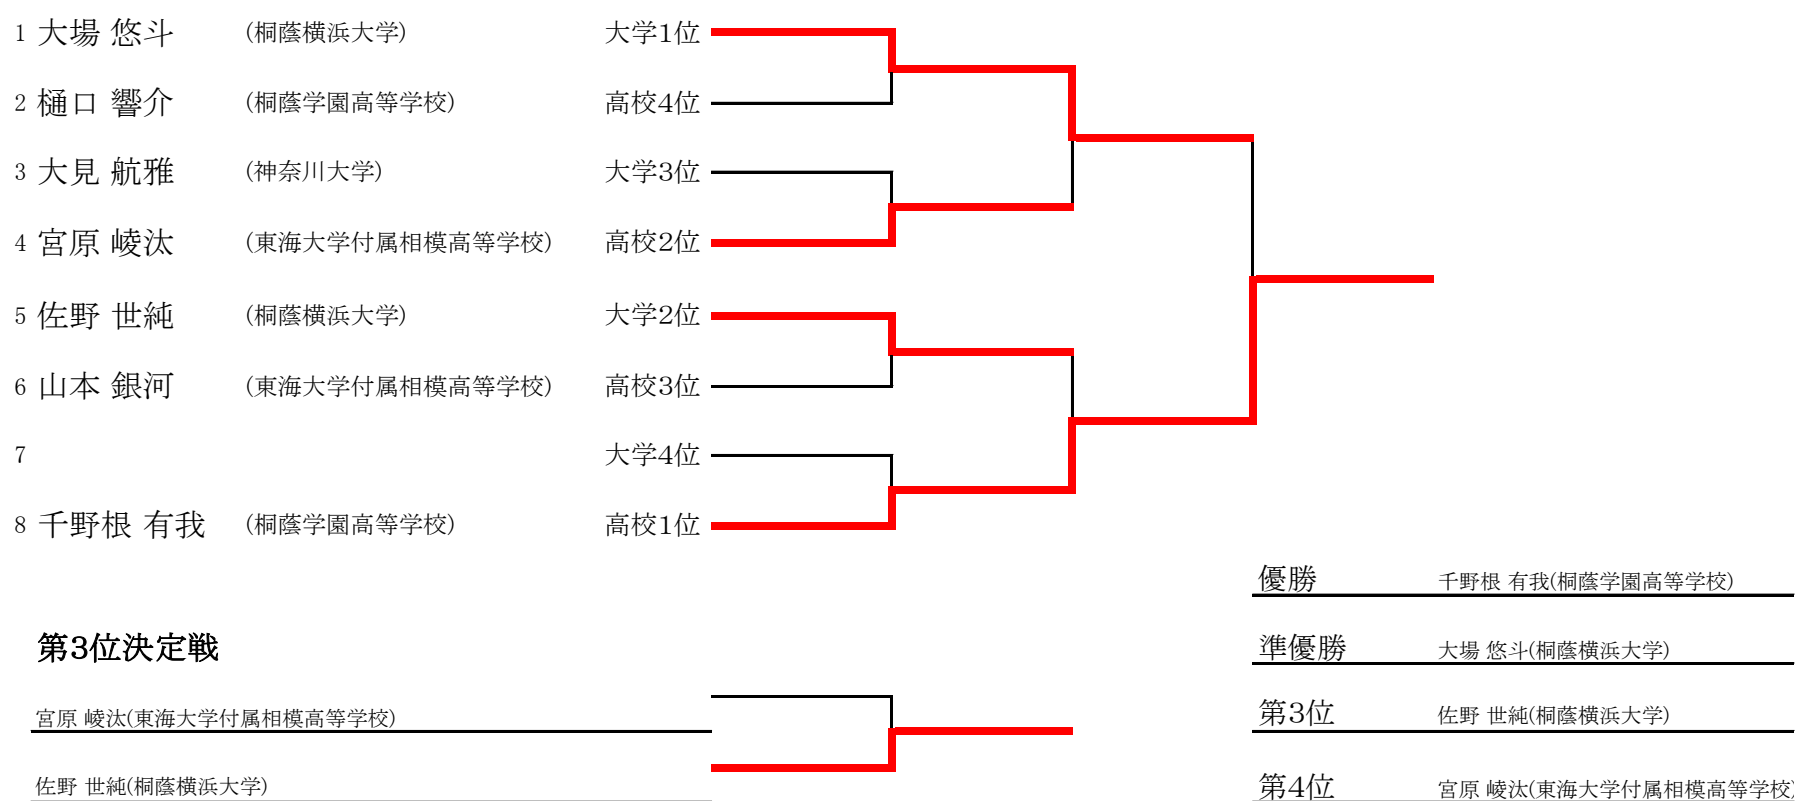 1 大場 悠斗 (桐蔭横浜大学) 大学1位
2 樋口 響介 (桐蔭学園高等学校) 高校4位
3 大見 航雅 (神奈川大学) 大学3位
4 宮原 崚汰 (東海大学付属相模高等学校) 高校2位
5 佐野 世純 (桐蔭横浜大学) 大学2位
6 山本 銀河 (東海大学付属相模高等学校) 高校3位
7 大学4位
8 千野根 有我 (桐蔭学園高等学校) 高校1位
優勝 千野根 有我(桐蔭学園高等学校)
第3位決定戦
準優勝 大場 悠斗(桐蔭横浜大学)
宮原 崚汰(東海大学付属相模高等学校)
第3位 佐野 世純(桐蔭横浜大学)
佐野 世純(桐蔭横浜大学)
第4位 宮原 崚汰(東海大学付属相模高等学校)